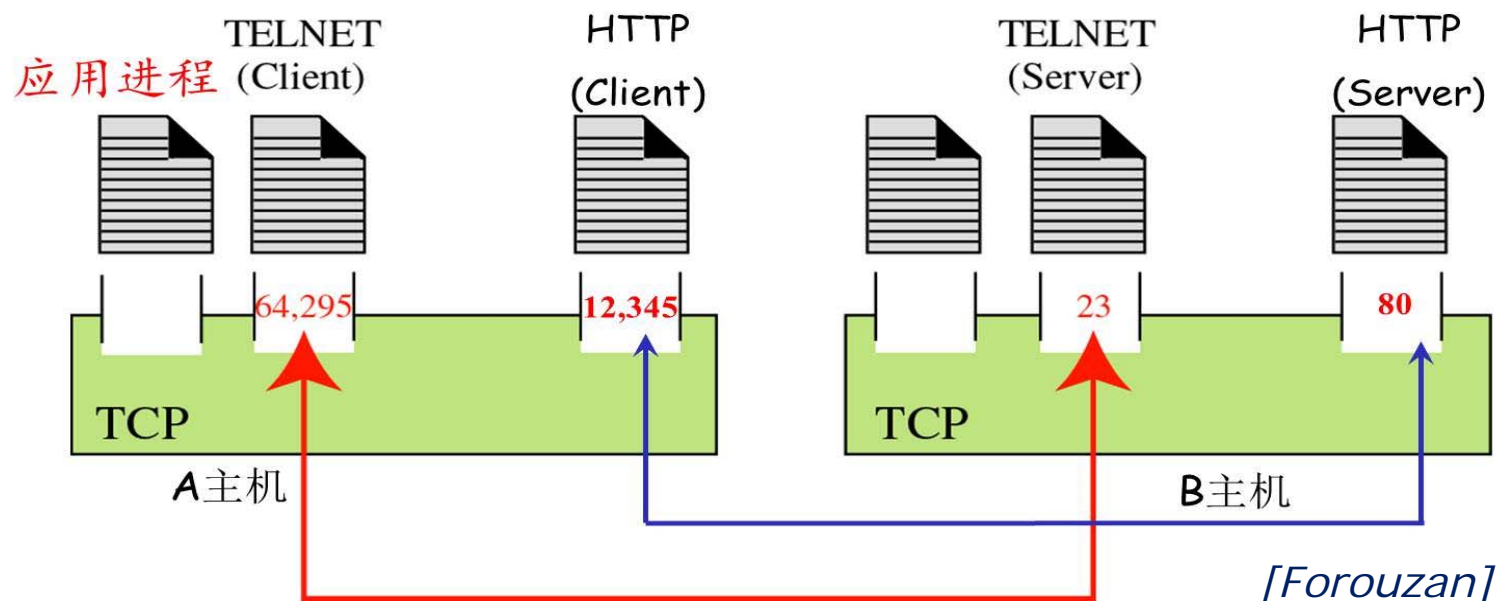 TELNET
(Client)
HTTP
(Client)
TELNET
(Server)
HTTP
(Server)
应用进程
64,295
12,345
23
80
TCP
TCP
A主机
B主机
[Forouzan]